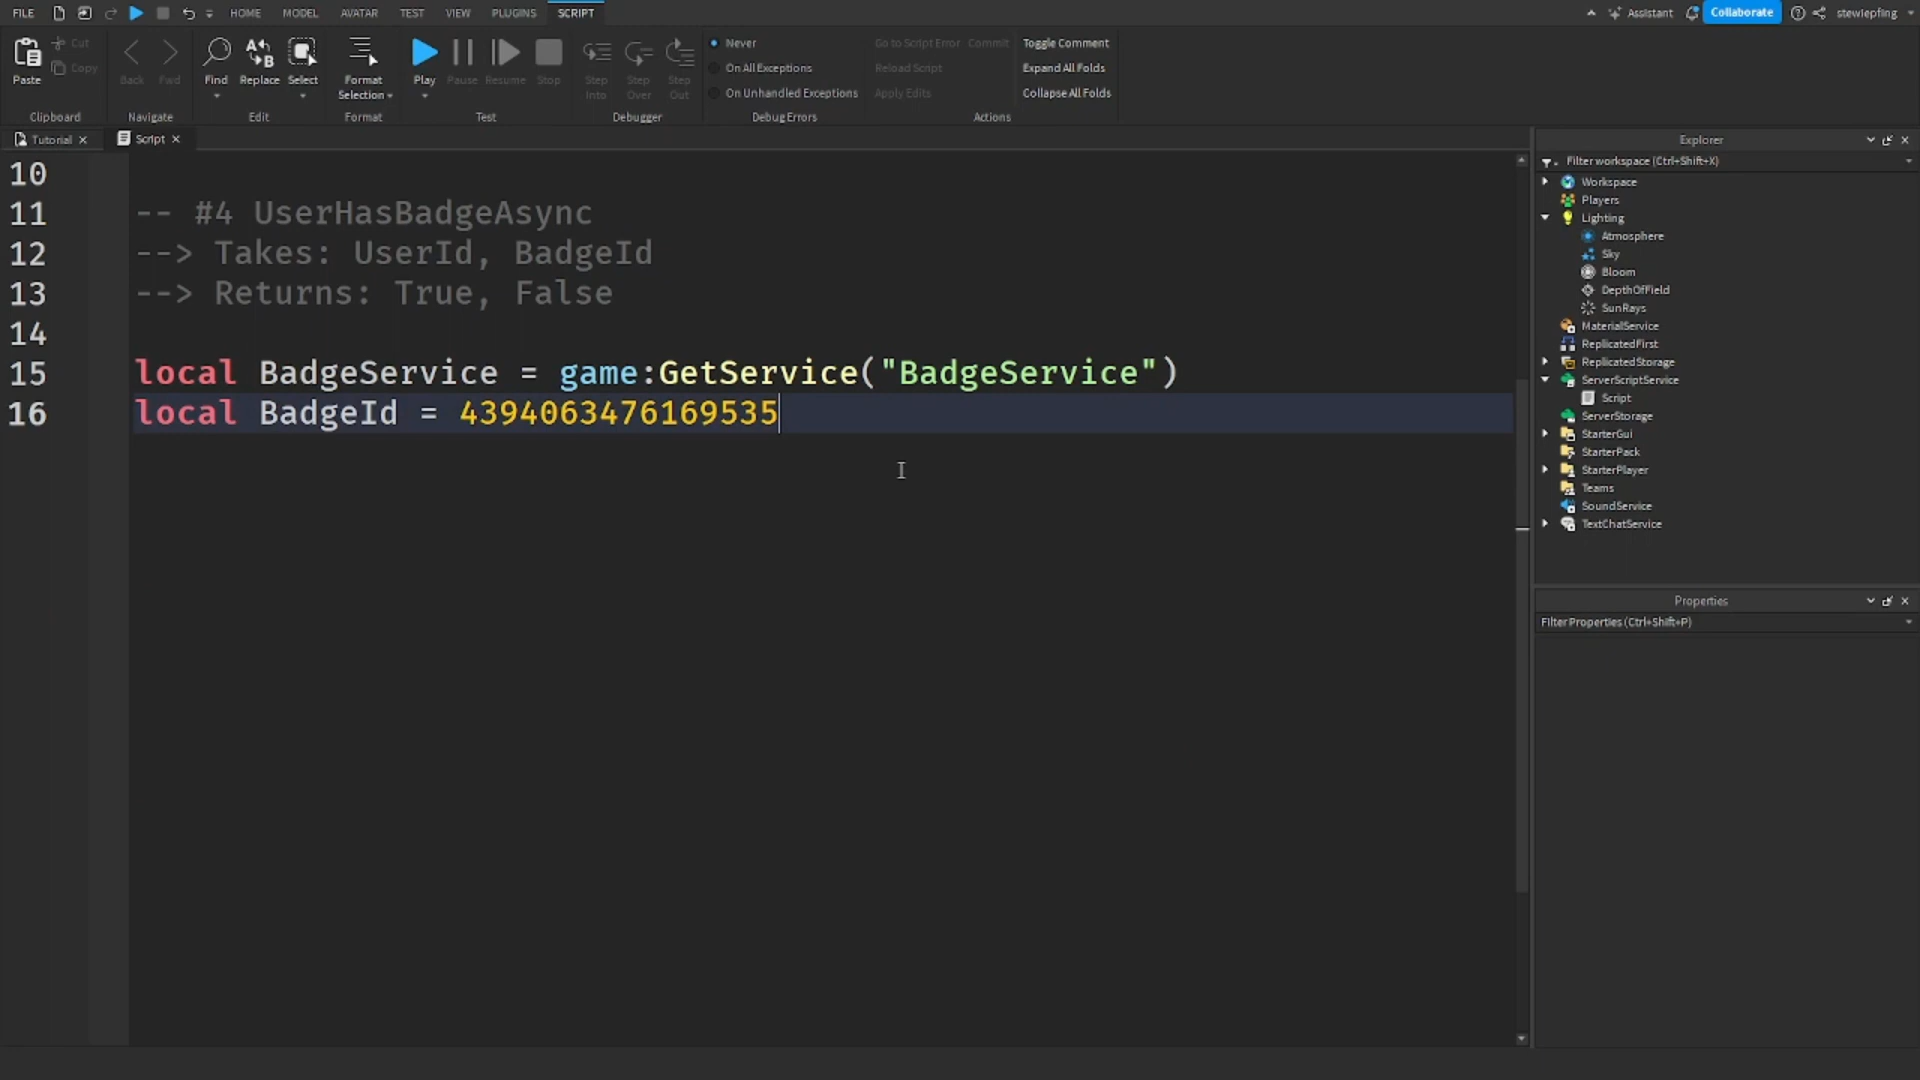 FILE HOME MODEL AVATAR TEST VIEW PLUGINS SCRIPT Assistant Collaborate stewiepfing
Paste Cut Copy Back Fwd Find Replace Select Format Selection Play Pause Resume Stop Step Into Step Over Step Out
Never
On All Exceptions
On Unhandled Exceptions
Go to Script Error Commit
Reload Script
Apply Edits
Toggle Comment
Expand All Folds
Collapse All Folds
Clipboard Navigate Edit Format Test Debugger Debug Errors Actions
Tutorial Script
10
11 -- #4 UserHasBadgeAsync
12 --> Takes: UserId, BadgeId
13 --> Returns: True, False
14
15 local BadgeService = game:GetService("BadgeService")
16 local BadgeId = 4394063476169535
Explorer
Filter workspace (Ctrl+Shift+X)
Workspace
Players
Lighting
Atmosphere
Sky
Bloom
DepthOfField
SunRays
MaterialService
ReplicatedFirst
ReplicatedStorage
ServerScriptService
Script
ServerStorage
StarterGui
StarterPack
StarterPlayer
Teams
SoundService
TextChatService
Properties
Filter Properties (Ctrl+Shift+P)